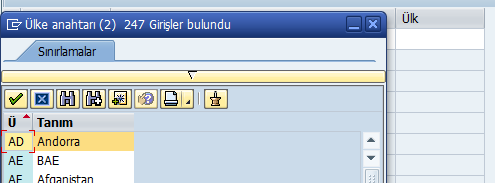 Ülke anahtarı (2) 247 Girişler bulundu
Ülk
Sınırlamalar
Ü Tanım
AD Andorra
AE BAE
AF Afganistan